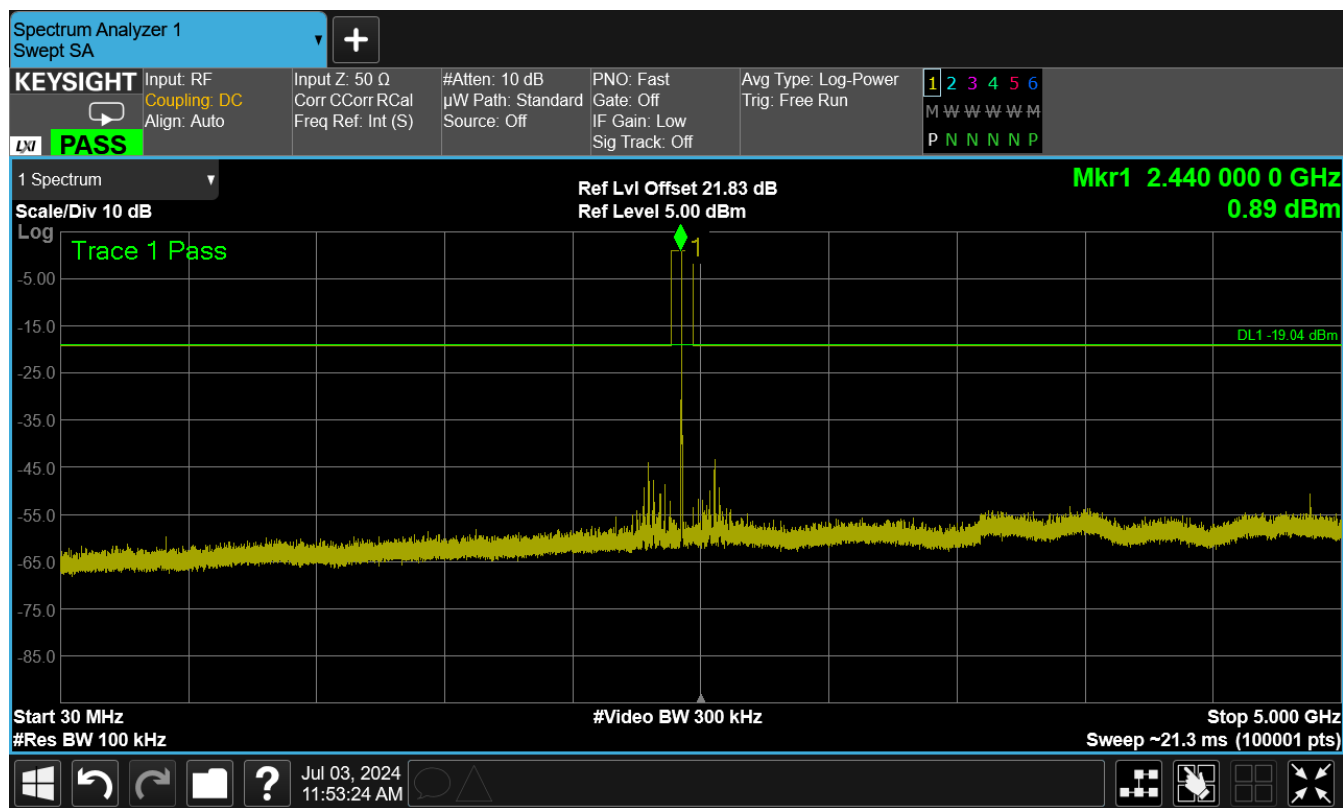 Spectrum Analyzer 1
Swept SA
KEYSIGHT
LXI
PASS
Input: RF
Coupling: DC
Align: Auto
Input Z: 50 Ω
Corr CCorr RCal
Freq Ref: Int (S)
#Atten: 10 dB
µW Path: Standard
Source: Off
PNO: Fast
Gate: Off
IF Gain: Low
Sig Track: Off
Avg Type: Log-Power
Trig: Free Run
1 2 3 4 5 6
M W W W W M
P N N N N P
1 Spectrum
Scale/Div 10 dB
Log
Ref Lvl Offset 21.83 dB
Ref Level 5.00 dBm
Mkr1 2.440 000 0 GHz
0.89 dBm
Trace 1 Pass
1
-5.00
-15.0
DL1 -19.04 dBm
-25.0
-35.0
-45.0
-55.0
-65.0
-75.0
-85.0
Start 30 MHz
#Res BW 100 kHz
#Video BW 300 kHz
Stop 5.000 GHz
Sweep ~21.3 ms (100001 pts)
?
Jul 03, 2024
11:53:24 AM